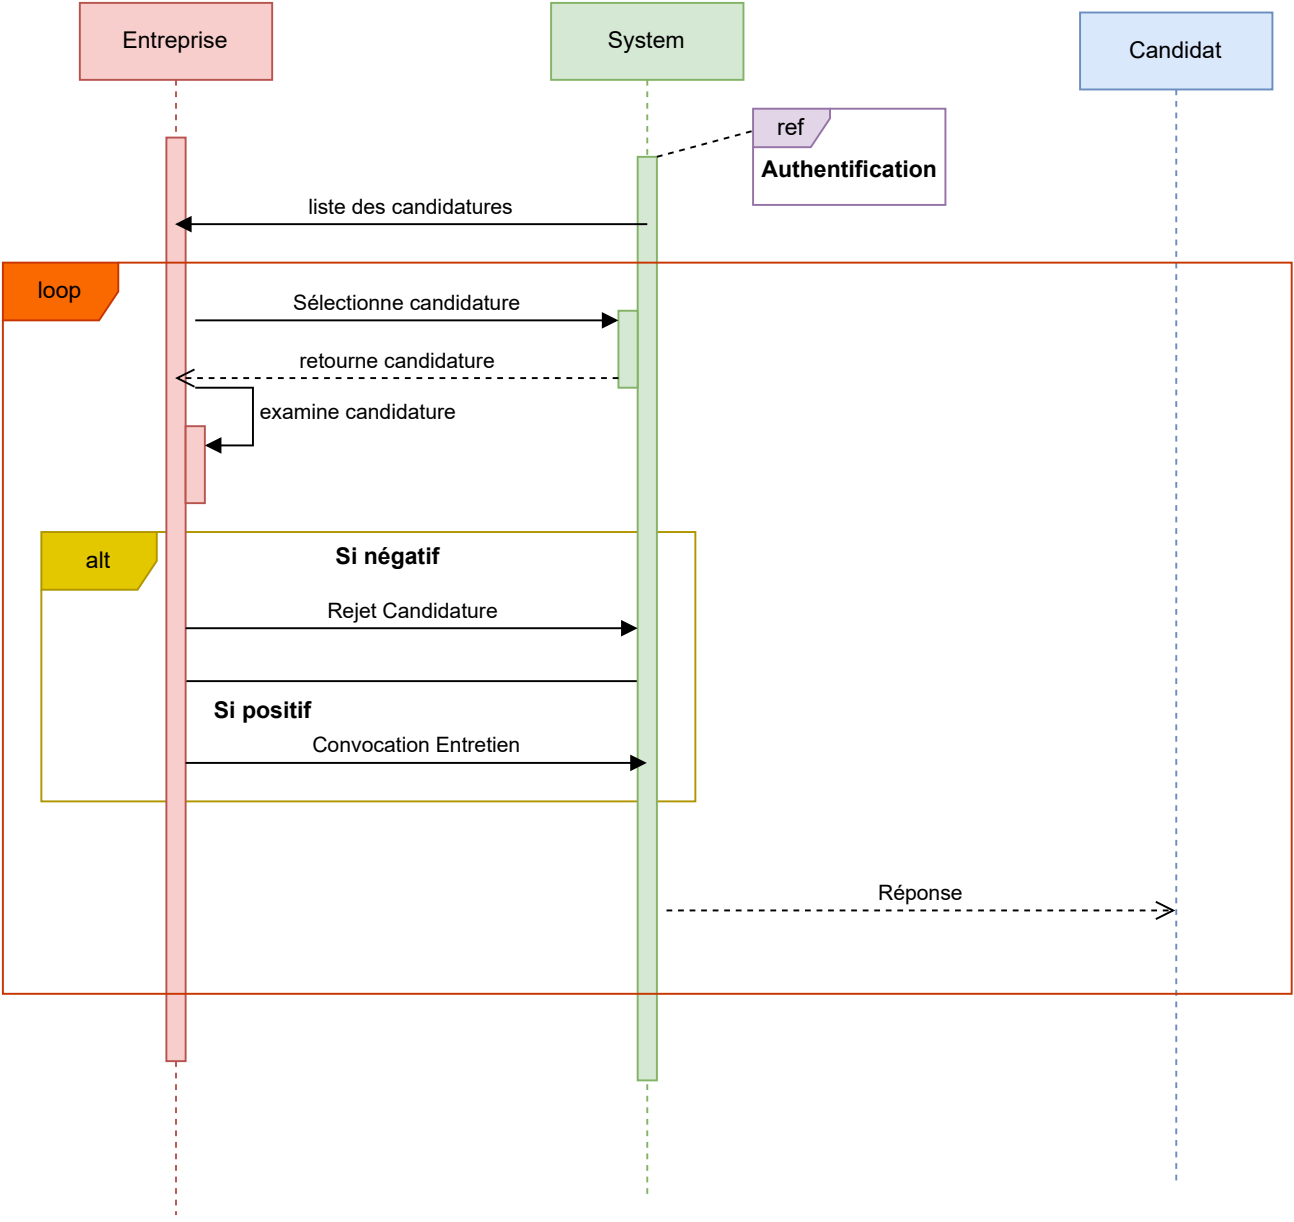 Entreprise
System
Candidat
ref
Authentification
liste des candidatures
loop
Sélectionne candidature
retourne candidature
examine candidature
alt
Si négatif
Rejet Candidature
Si positif
Convocation Entretien
Réponse